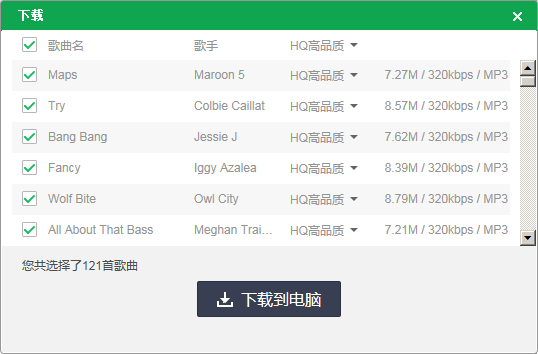 下载
歌曲名 歌手 HQ高品质
Maps Maroon 5 HQ高品质 7.27M / 320kbps / MP3
Try Colbie Caillat HQ高品质 8.57M / 320kbps / MP3
Bang Bang Jessie J HQ高品质 7.62M / 320kbps / MP3
Fancy Iggy Azalea HQ高品质 8.39M / 320kbps / MP3
Wolf Bite Owl City HQ高品质 8.79M / 320kbps / MP3
All About That Bass Meghan Trai... HQ高品质 7.21M / 320kbps / MP3
您共选择了121首歌曲
下载到电脑